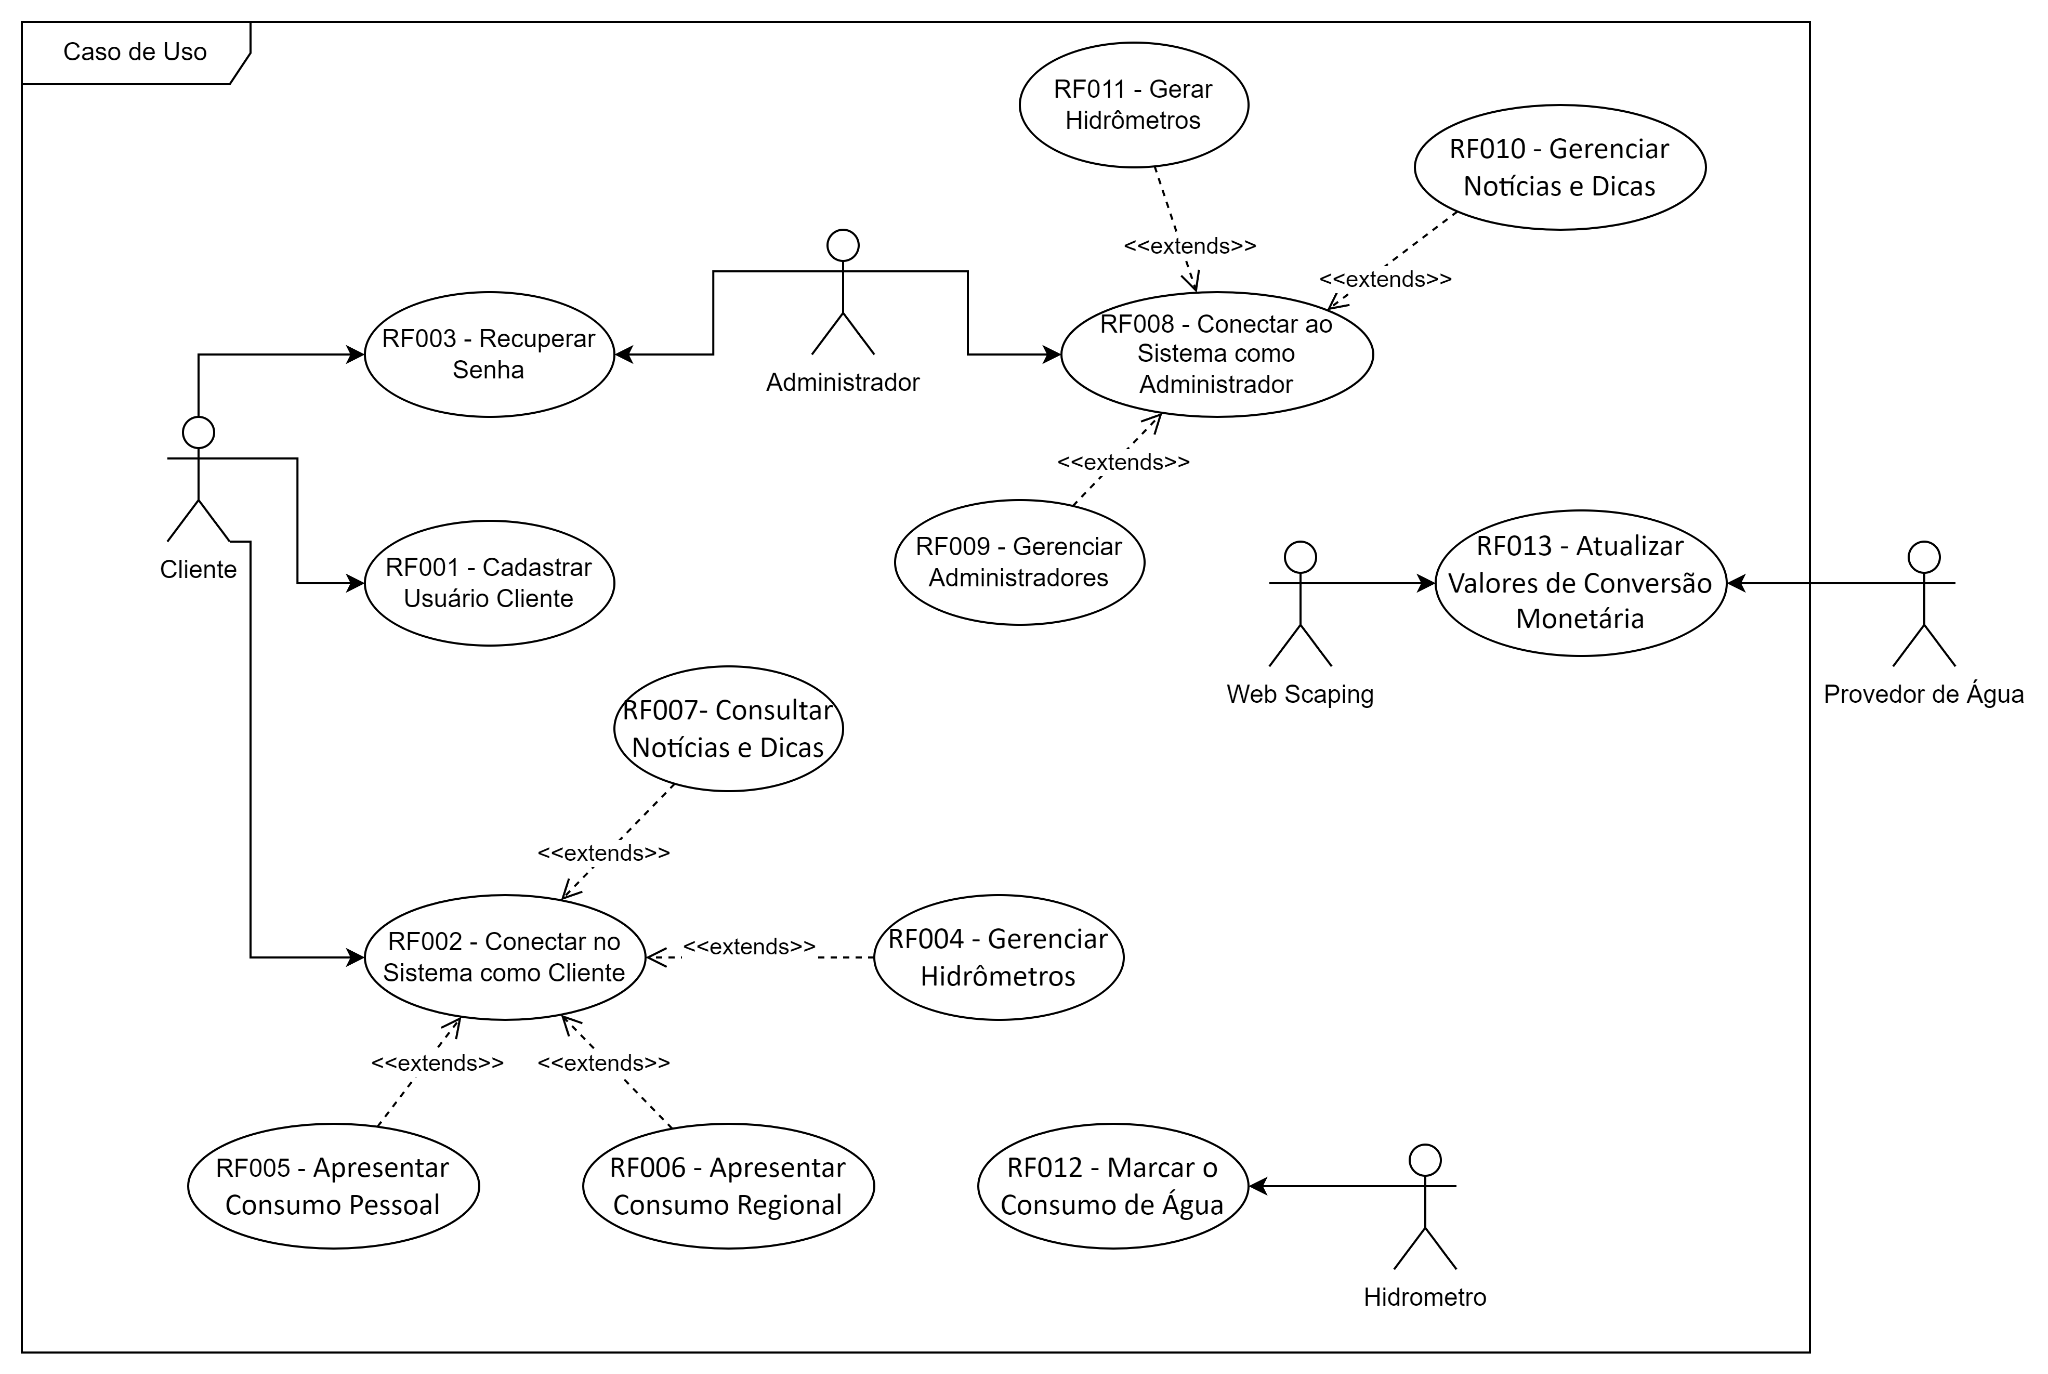 Caso de Uso
RF011 - Gerar
Hidrômetros
RF010 - Gerenciar
Notícias e Dicas
<<extends>>
<<extends>>
RF003 - Recuperar
Senha
Administrador
RF008 - Conectar ao
Sistema como
Administrador
<<extends>>
Cliente
RF001 - Cadastrar
Usuário Cliente
RF009 - Gerenciar
Administradores
RF013 - Atualizar
Valores de Conversão
Monetária
Web Scaping
Provedor de Água
RF007- Consultar
Notícias e Dicas
<<extends>>
RF002 - Conectar no
Sistema como Cliente
<<extends>>
RF004 - Gerenciar
Hidrômetros
<<extends>>
<<extends>>
RF005 - Apresentar
Consumo Pessoal
RF006 - Apresentar
Consumo Regional
RF012 - Marcar o
Consumo de Água
Hidrometro